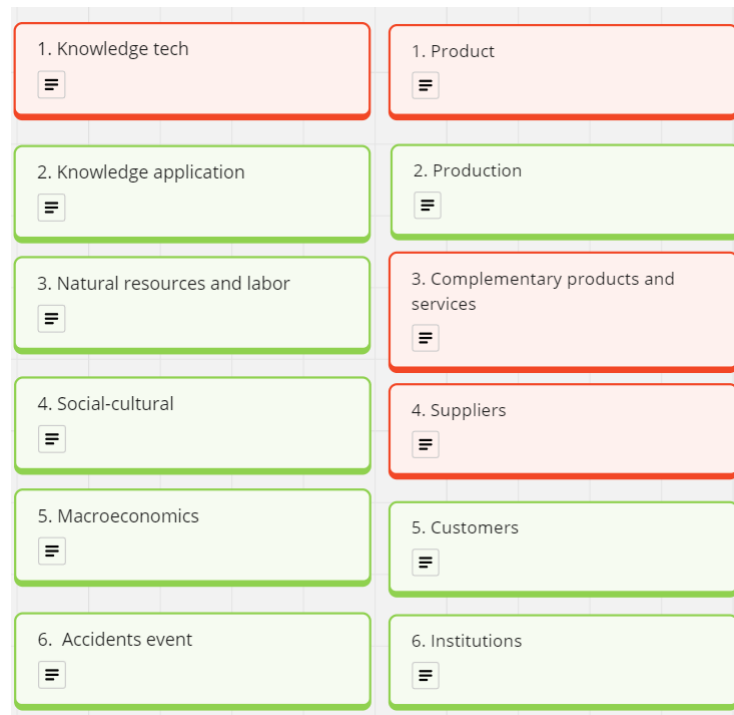 1. Knowledge tech
1. Product
2. Knowledge application
2. Production
3. Natural resources and labor
3. Complementary products and
services
4. Social-cultural
4. Suppliers
5. Macroeconomics
5. Customers
6. Accidents event
6. Institutions